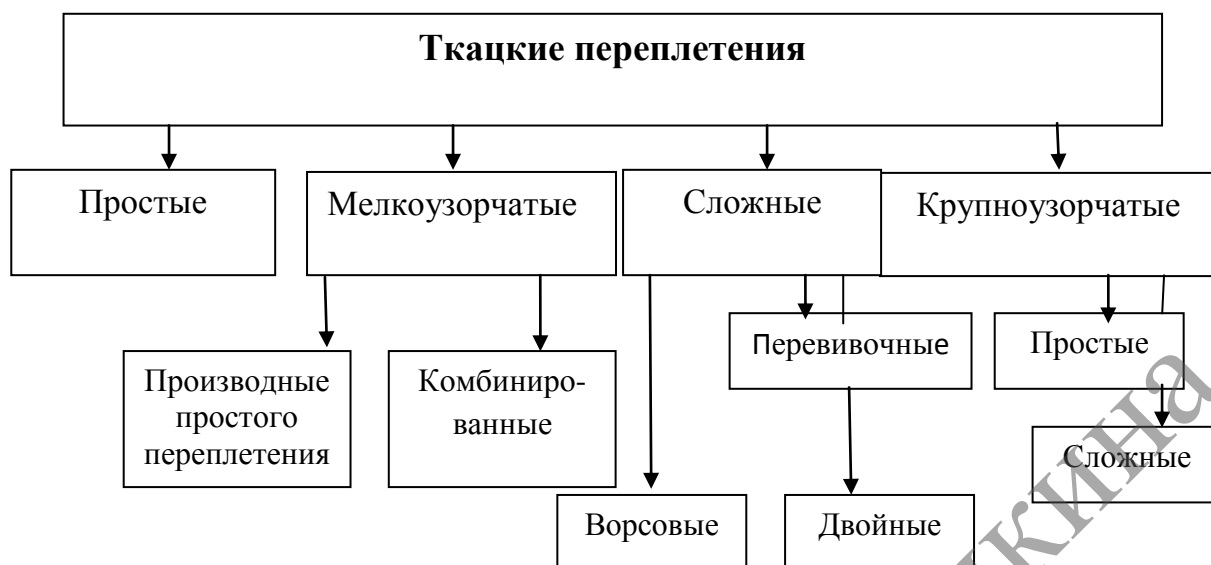 Ткацкие переплетения
Простые
Мелкоузорчатые
Сложные
Крупноузорчатые
Перевивочные
Простые
Производные
простого
переплетения
Комбиниро-
ванные
Сложные
Ворсовые
Двойные